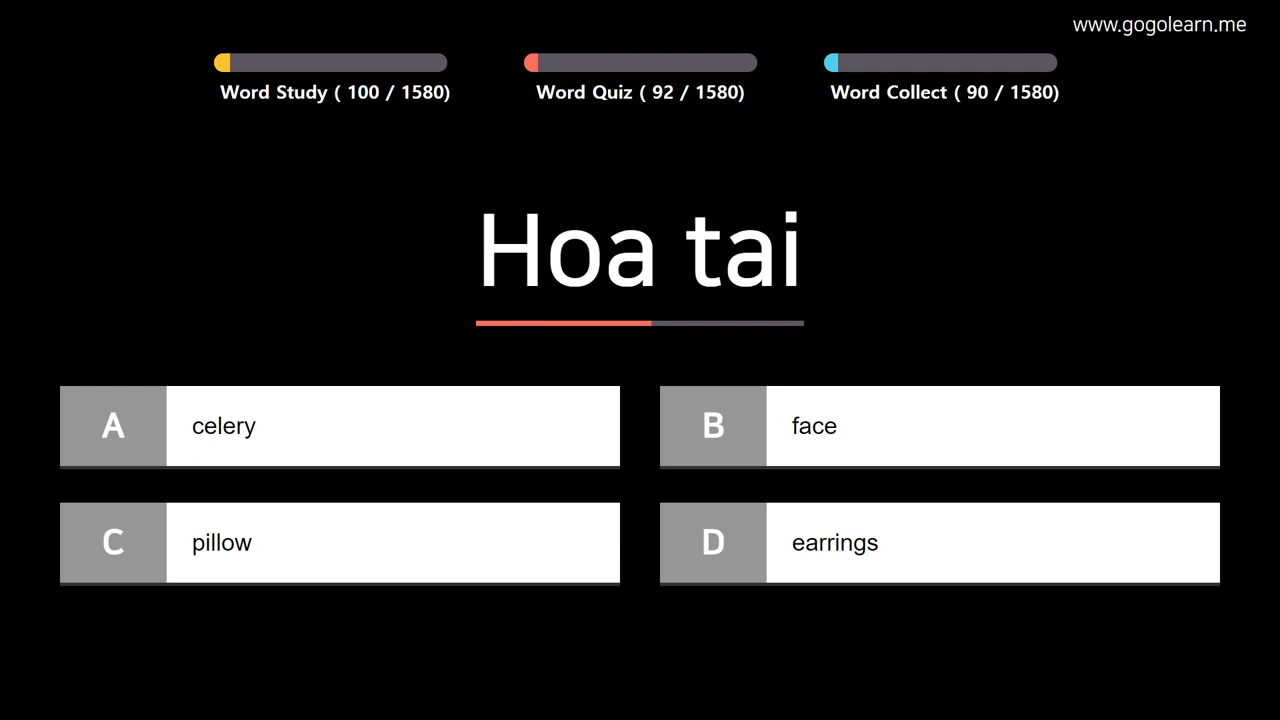 www.gogolearn.me
Word Study ( 100 / 1580)
Word Quiz ( 92 / 1580)
Word Collect ( 90 / 1580)
Hoa tai
A
celery
B
face
C
pillow
D
earrings